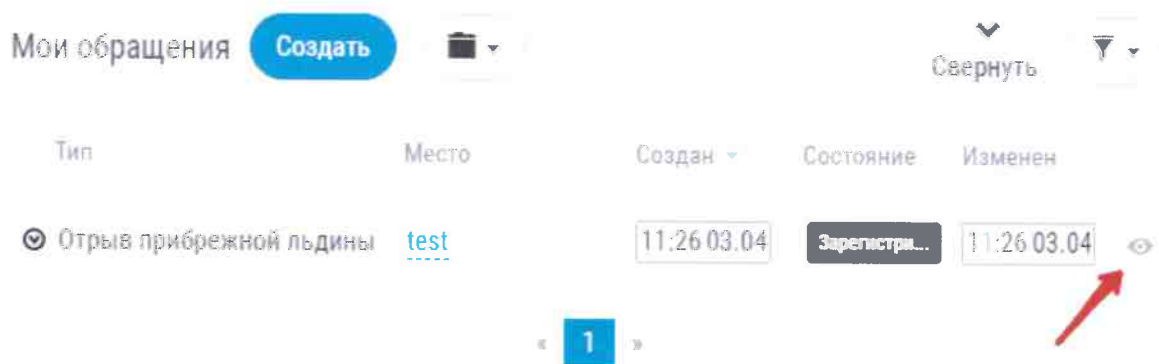 Мои обращения Создать Свернуть
Тип Место Создан Состояние Изменен
Отрыв прибрежной льдины test 11:26 03.04 Зарегистри... 11:26 03.04
« 1 »